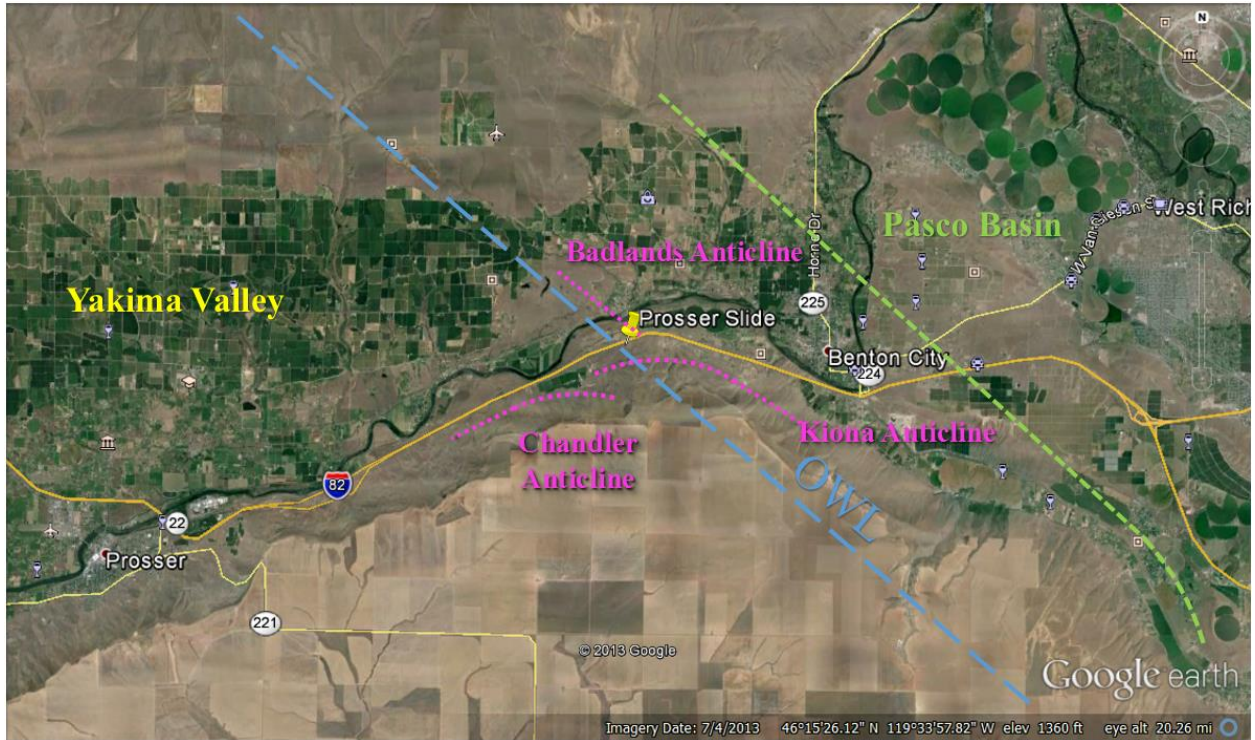 N
West Rich
Pasco Basin
Badlands Anticline
Horn Dr
225
Yakima Valley
Prosser Slide
Benton City
224
Kiona Anticline
Chandler
Anticline
OWL
82
22
Prosser
221
© 2013 Google
Google earth
Imagery Date: 7/4/2013 46°15'26.12" N 119°33'57.82" W elev 1360 ft eye alt 20.26 mi